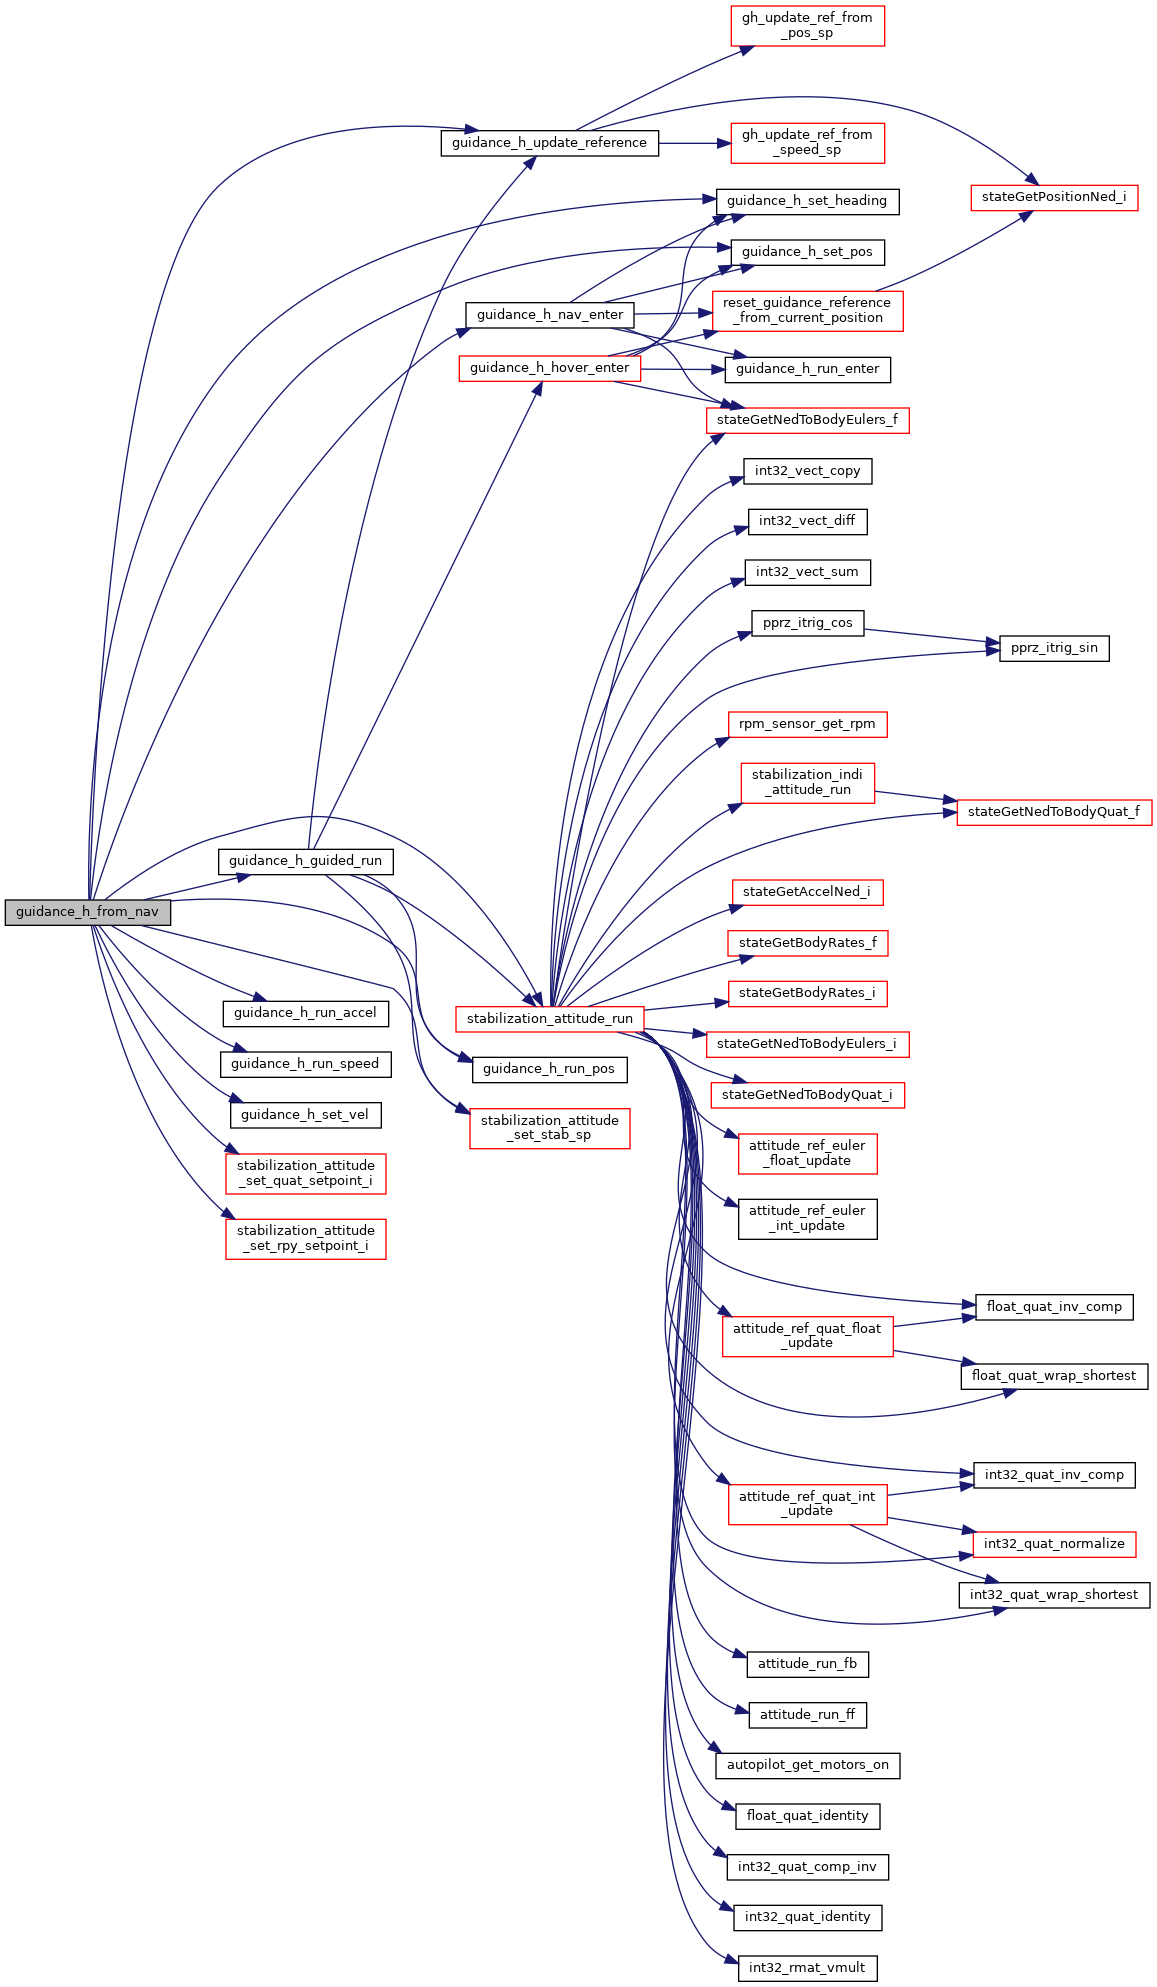 gh_update_ref_from
_pos_sp
guidance_h_update_reference
gh_update_ref_from
_speed_sp
stateGetPositionNed_i
guidance_h_set_heading
guidance_h_set_pos
guidance_h_nav_enter
reset_guidance_reference
_from_current_position
guidance_h_hover_enter
guidance_h_run_enter
stateGetNedToBodyEulers_f
int32_vect_copy
int32_vect_diff
int32_vect_sum
pprz_itrig_cos
pprz_itrig_sin
rpm_sensor_get_rpm
stabilization_indi
_attitude_run
stateGetNedToBodyQuat_f
guidance_h_guided_run
stateGetAccelNed_i
guidance_h_from_nav
stateGetBodyRates_f
stateGetBodyRates_i
guidance_h_run_accel
stabilization_attitude_run
stateGetNedToBodyEulers_i
guidance_h_run_speed
guidance_h_run_pos
stateGetNedToBodyQuat_i
guidance_h_set_vel
stabilization_attitude
_set_stab_sp
attitude_ref_euler
_float_update
stabilization_attitude
_set_quat_setpoint_i
attitude_ref_euler
_int_update
stabilization_attitude
_set_rpy_setpoint_i
float_quat_inv_comp
attitude_ref_quat_float
_update
float_quat_wrap_shortest
int32_quat_inv_comp
attitude_ref_quat_int
_update
int32_quat_normalize
int32_quat_wrap_shortest
attitude_run_fb
attitude_run_ff
autopilot_get_motors_on
float_quat_identity
int32_quat_comp_inv
int32_quat_identity
int32_rmat_vmult